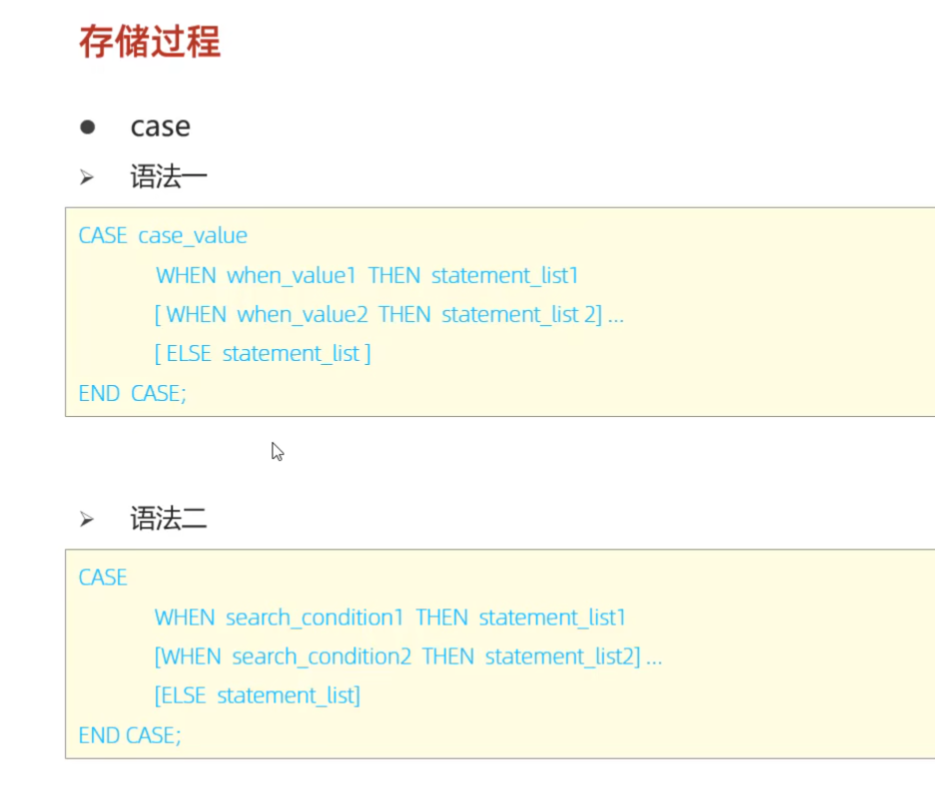 存储过程
● case
➢ 语法一
CASE case_value
WHEN when_value1 THEN statement_list1
[ WHEN when_value2 THEN statement_list 2] ...
[ ELSE statement_list ]
END CASE;
➢ 语法二
CASE
WHEN search_condition1 THEN statement_list1
[WHEN search_condition2 THEN statement_list2] ...
[ELSE statement_list]
END CASE;